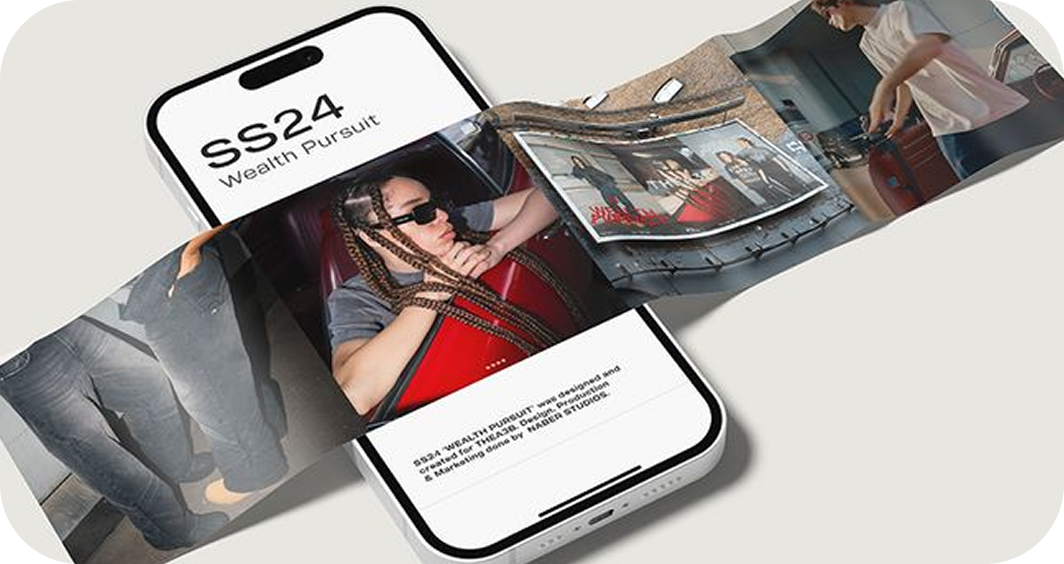 SS24
Wealth Pursuit
SS24 'WEALTH PURSUIT' was designed and
created for THEA3B. Design, Production
& Marketing done by NABER STUDIOS.